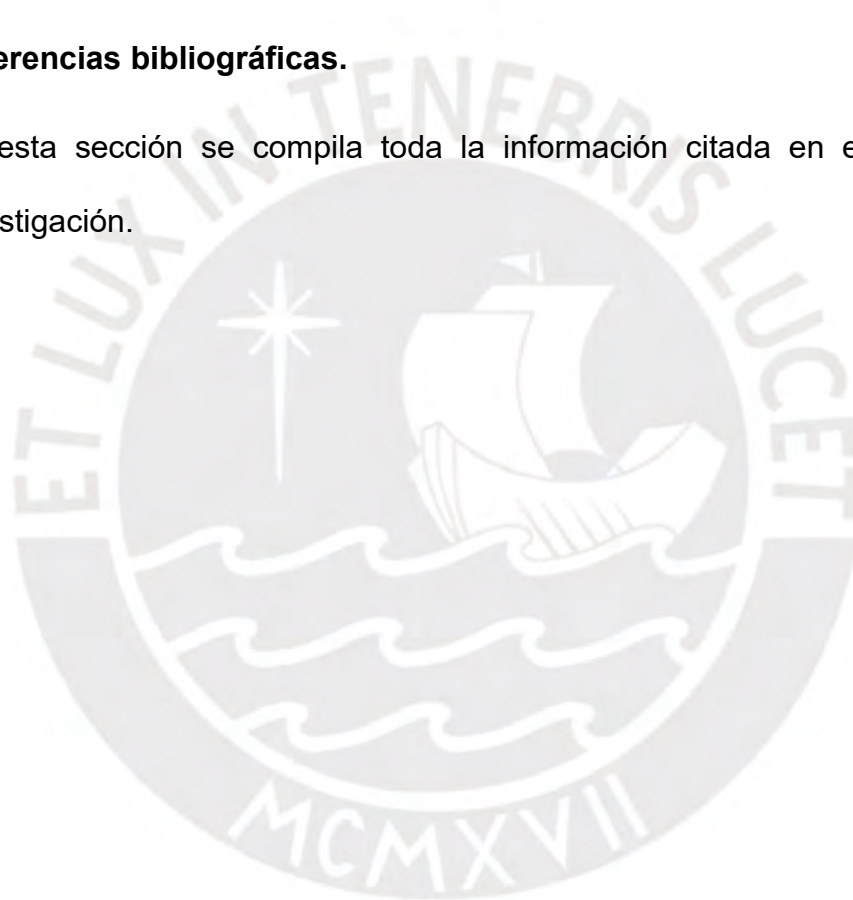 erencias bibliográficas.
esta sección se compila toda la información citada en e
stigación.
ET LUX IN TENEBRIS LUCET
MCMXVII